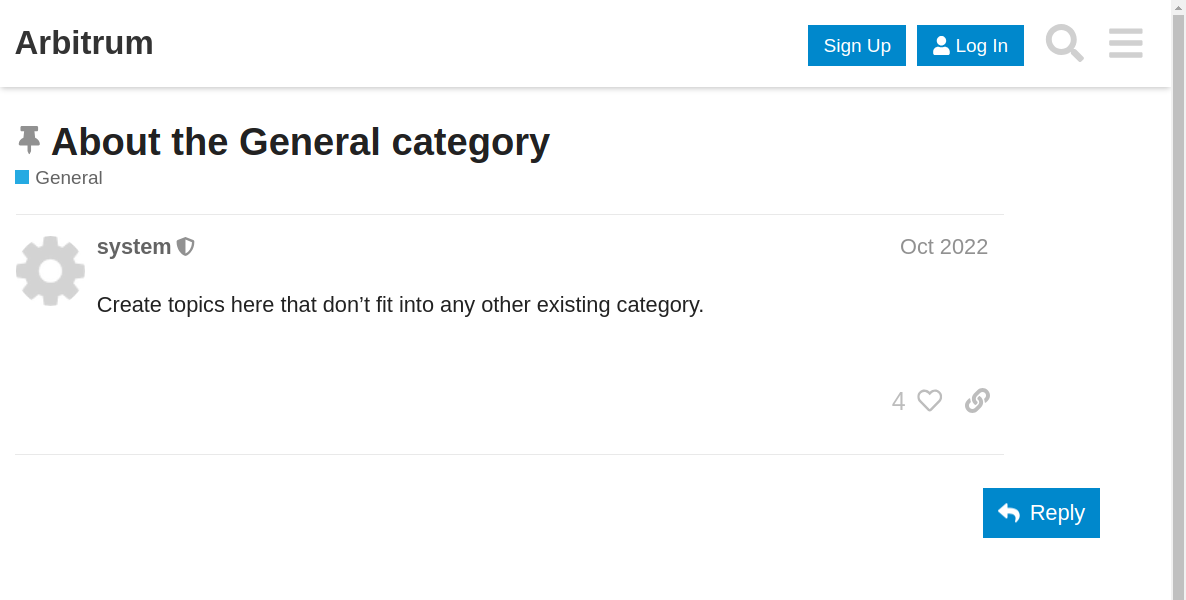 Arbitrum
Sign Up
Log In
About the General category
General
system
Oct 2022
Create topics here that don’t fit into any other existing category.
4
Reply